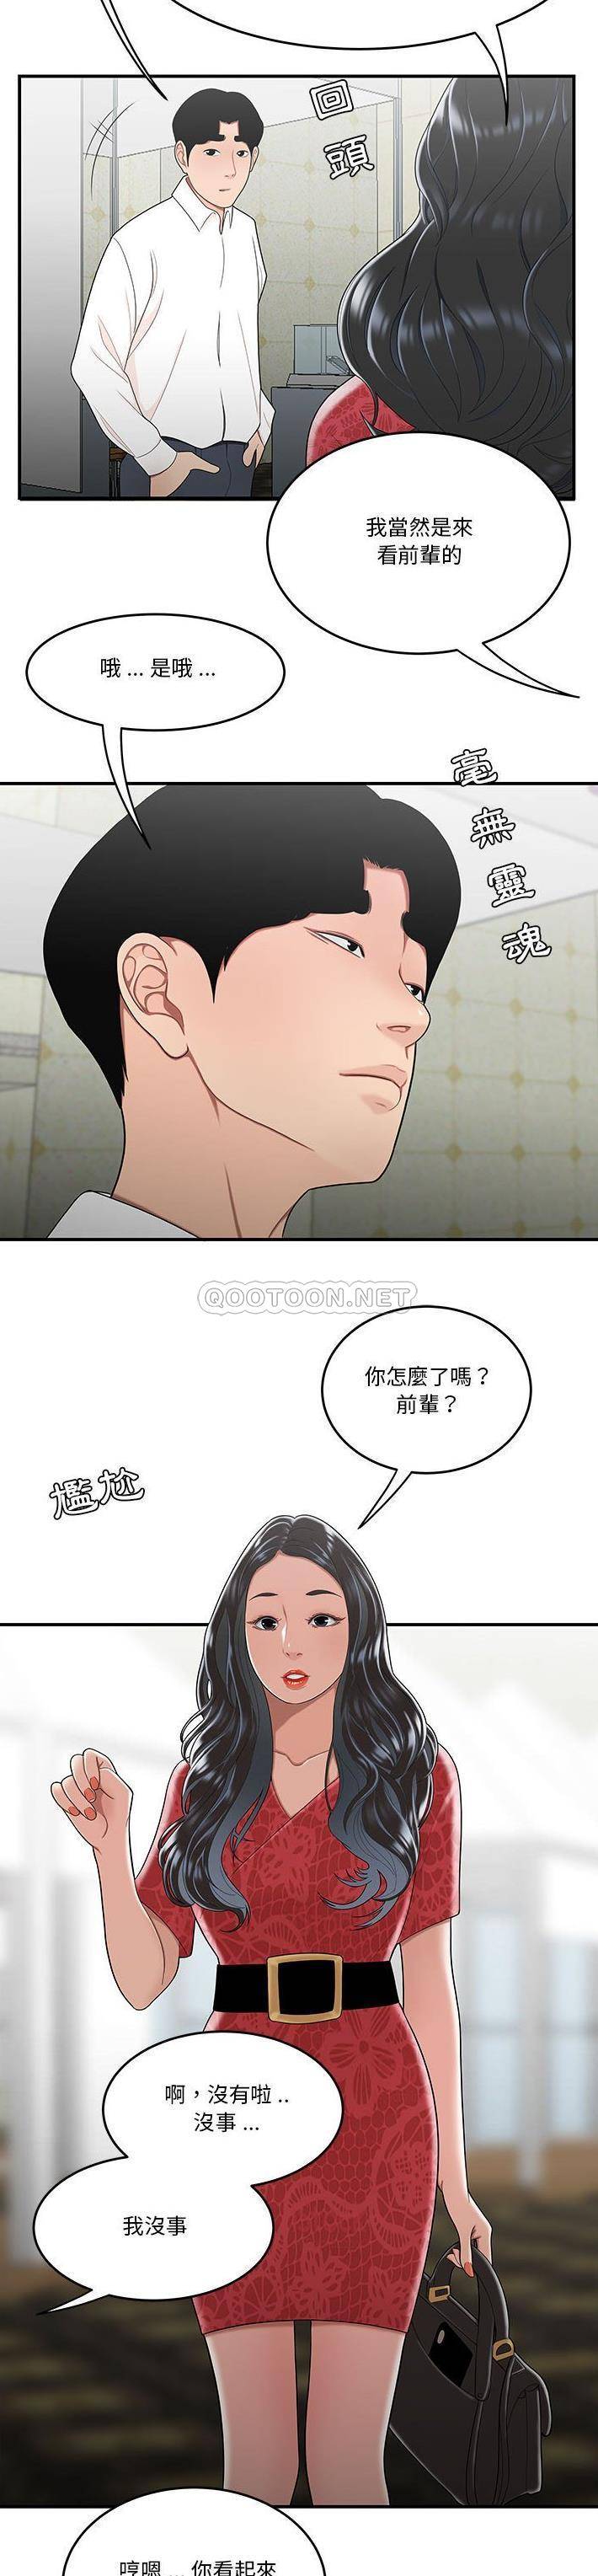 回
頭
我當然是來
看前輩的
哦 ... 是哦 ...
毫
無
靈
魂
QOOTOON.NET
你怎麼了嗎？
前輩？
尷尬
啊，沒有啦 ..
沒事 ...
我沒事
哼嗯 ... 你看起來